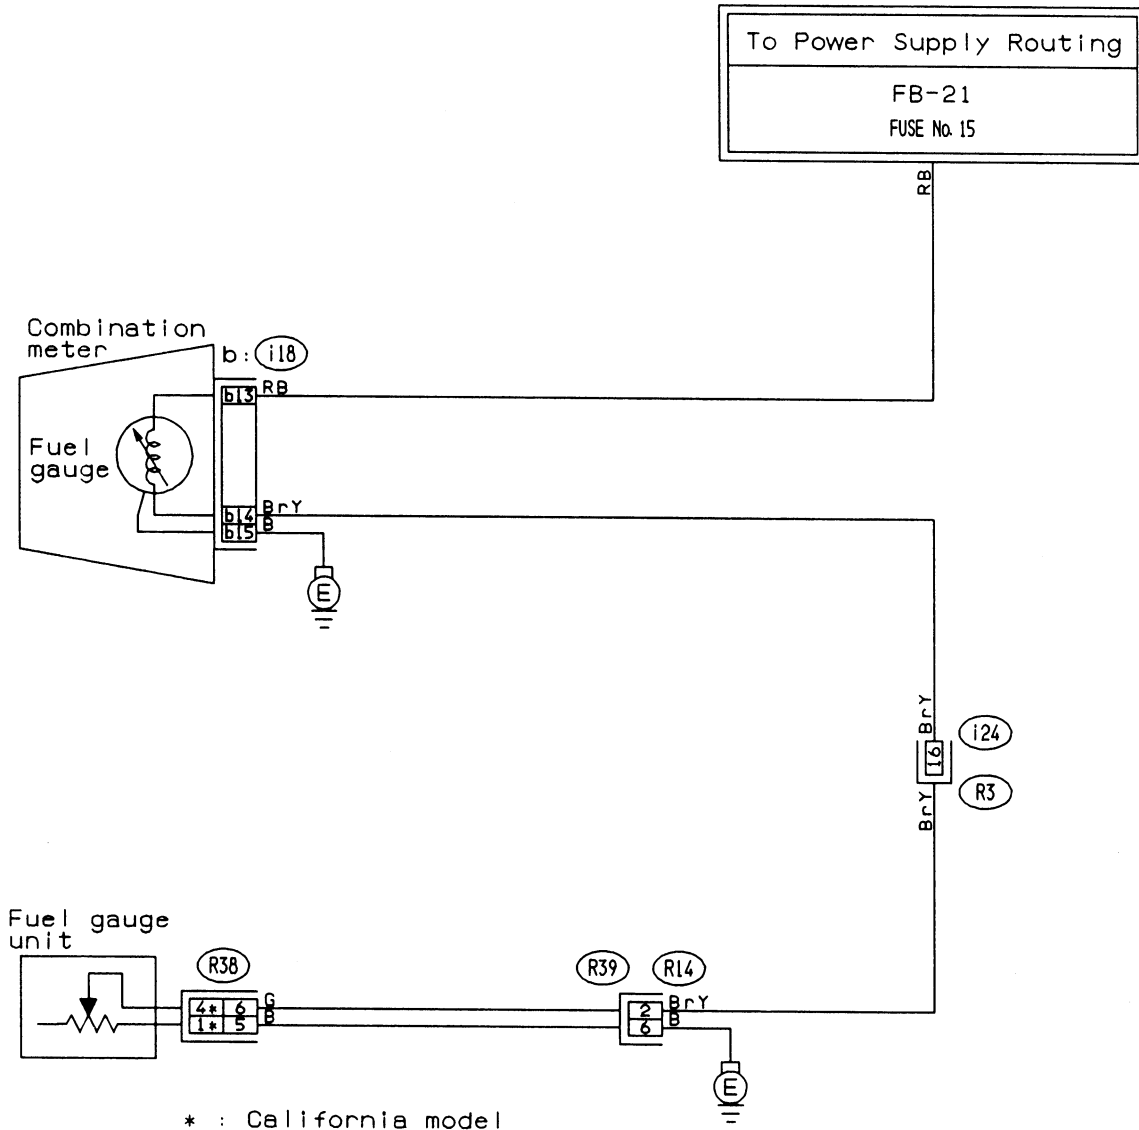 To Power Supply Routing
FB-21
FUSE No. 15
RB
Combination
meter
b: i18
b13 RB
Fuel
gauge
b14 BrY
b15 B
E
BrY
i24
16
R3
BrY
Fuel gauge
unit
R38
R39 R14
4* 6 G
1* 5 B
2 BrY
6 B
E
* : California model